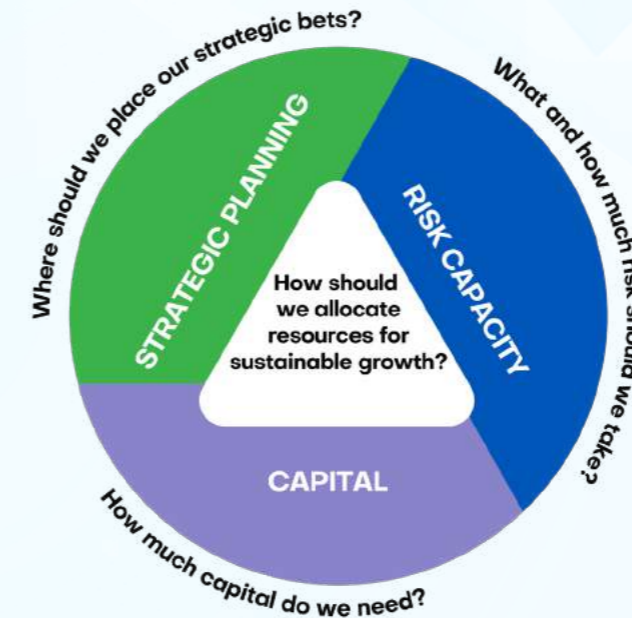 Where should we place our strategic bets?
What and how much risk should we take?
STRATEGIC PLANNING
RISK CAPACITY
How should
we allocate
resources for
sustainable growth?
CAPITAL
How much capital do we need?